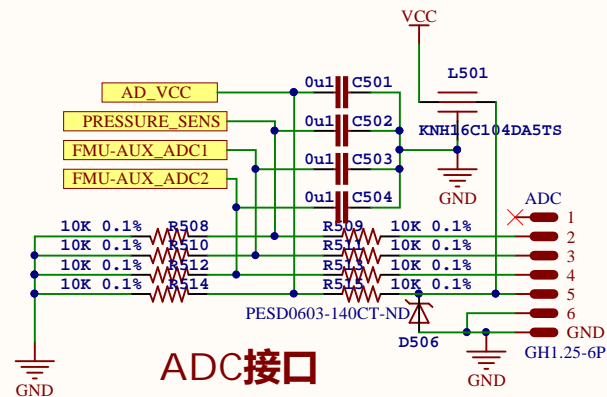 VCC
L501
0u1 C501
AD_VCC
0u1 C502
PRESSURE_SENS
KNH16C104DA5TS
FMU-AUX_ADC1
0u1 C503
FMU-AUX_ADC2
0u1 C504
GND
ADC
1
10K 0.1% R508 R509 10K 0.1%
2
10K 0.1% R510 R511 10K 0.1%
3
10K 0.1% R512 R513 10K 0.1%
4
10K 0.1% R514 R515 10K 0.1%
5
PESD0603-140CT-ND
6
GND
D506
GH1.25-6P
ADC接口
GND
GND